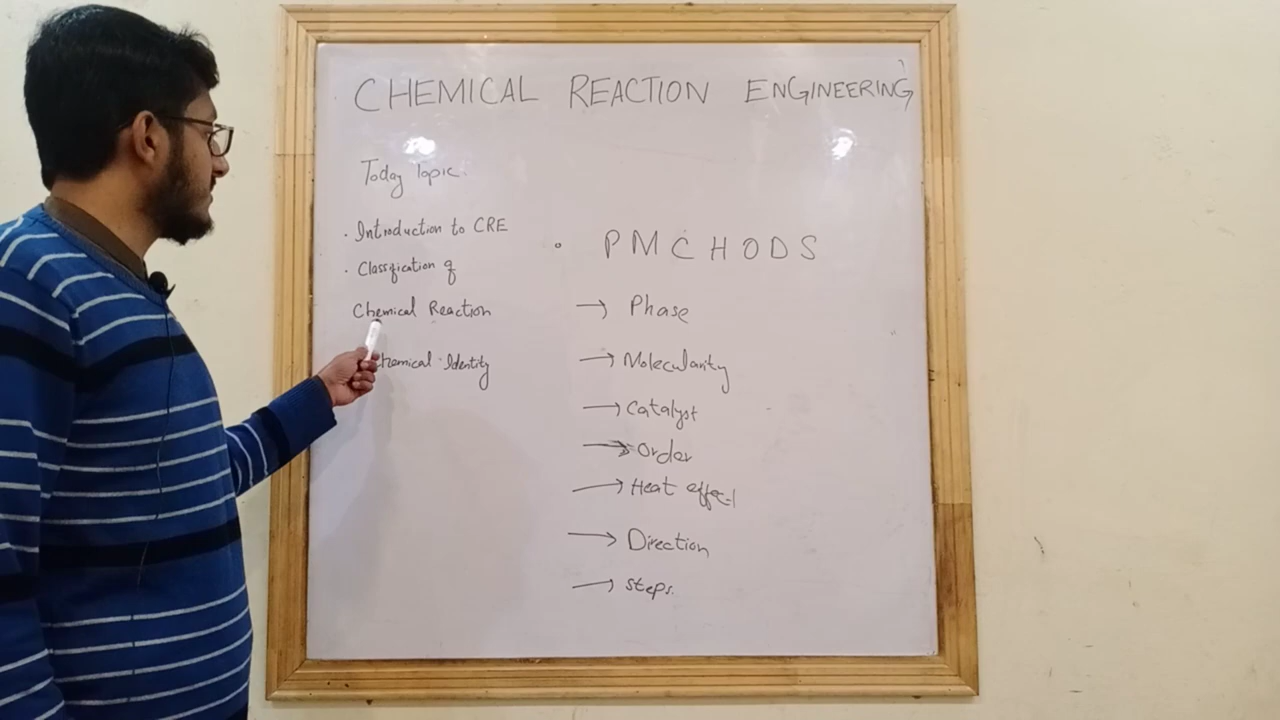 CHEMICAL REACTION ENGINEERING
Today topic.
· Introduction to CRE
· Classification of
Chemical Reaction
Chemical Identity
· PMCHODS
→ Phase
→ Molecularity
→ Catalyst
→ Order
→ Heat effect
→ Direction
→ steps.